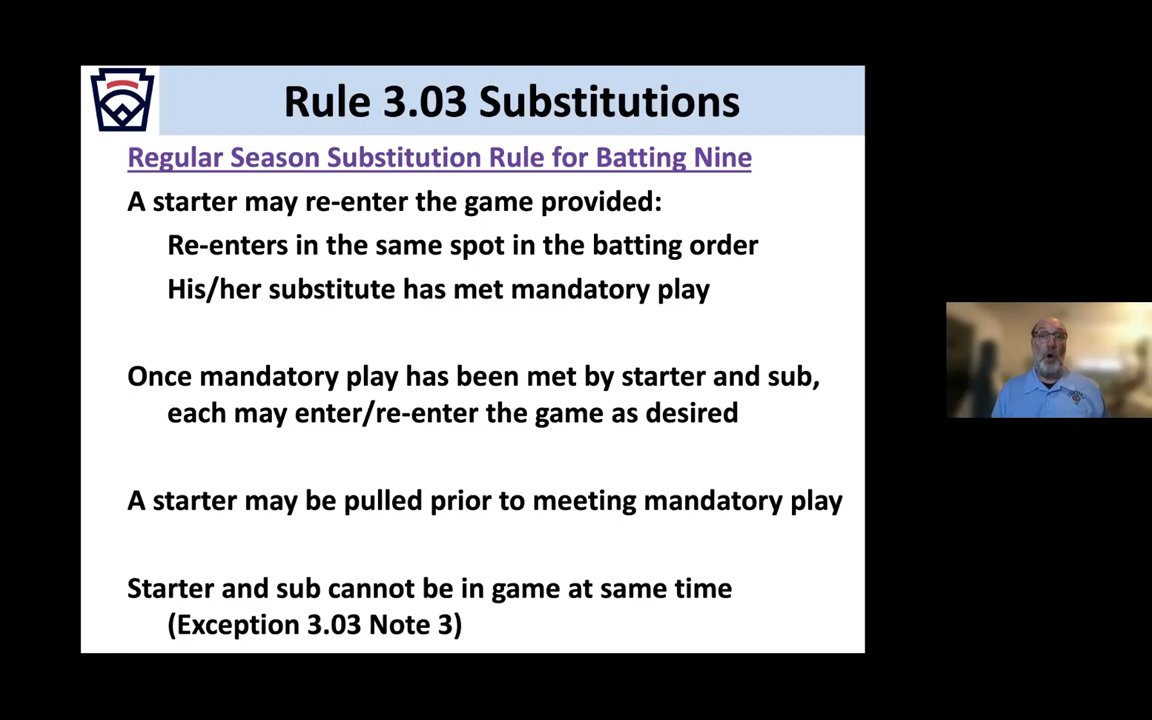 Rule 3.03 Substitutions
Regular Season Substitution Rule for Batting Nine
A starter may re-enter the game provided:
Re-enters in the same spot in the batting order
His/her substitute has met mandatory play
Once mandatory play has been met by starter and sub,
each may enter/re-enter the game as desired
A starter may be pulled prior to meeting mandatory play
Starter and sub cannot be in game at same time
(Exception 3.03 Note 3)